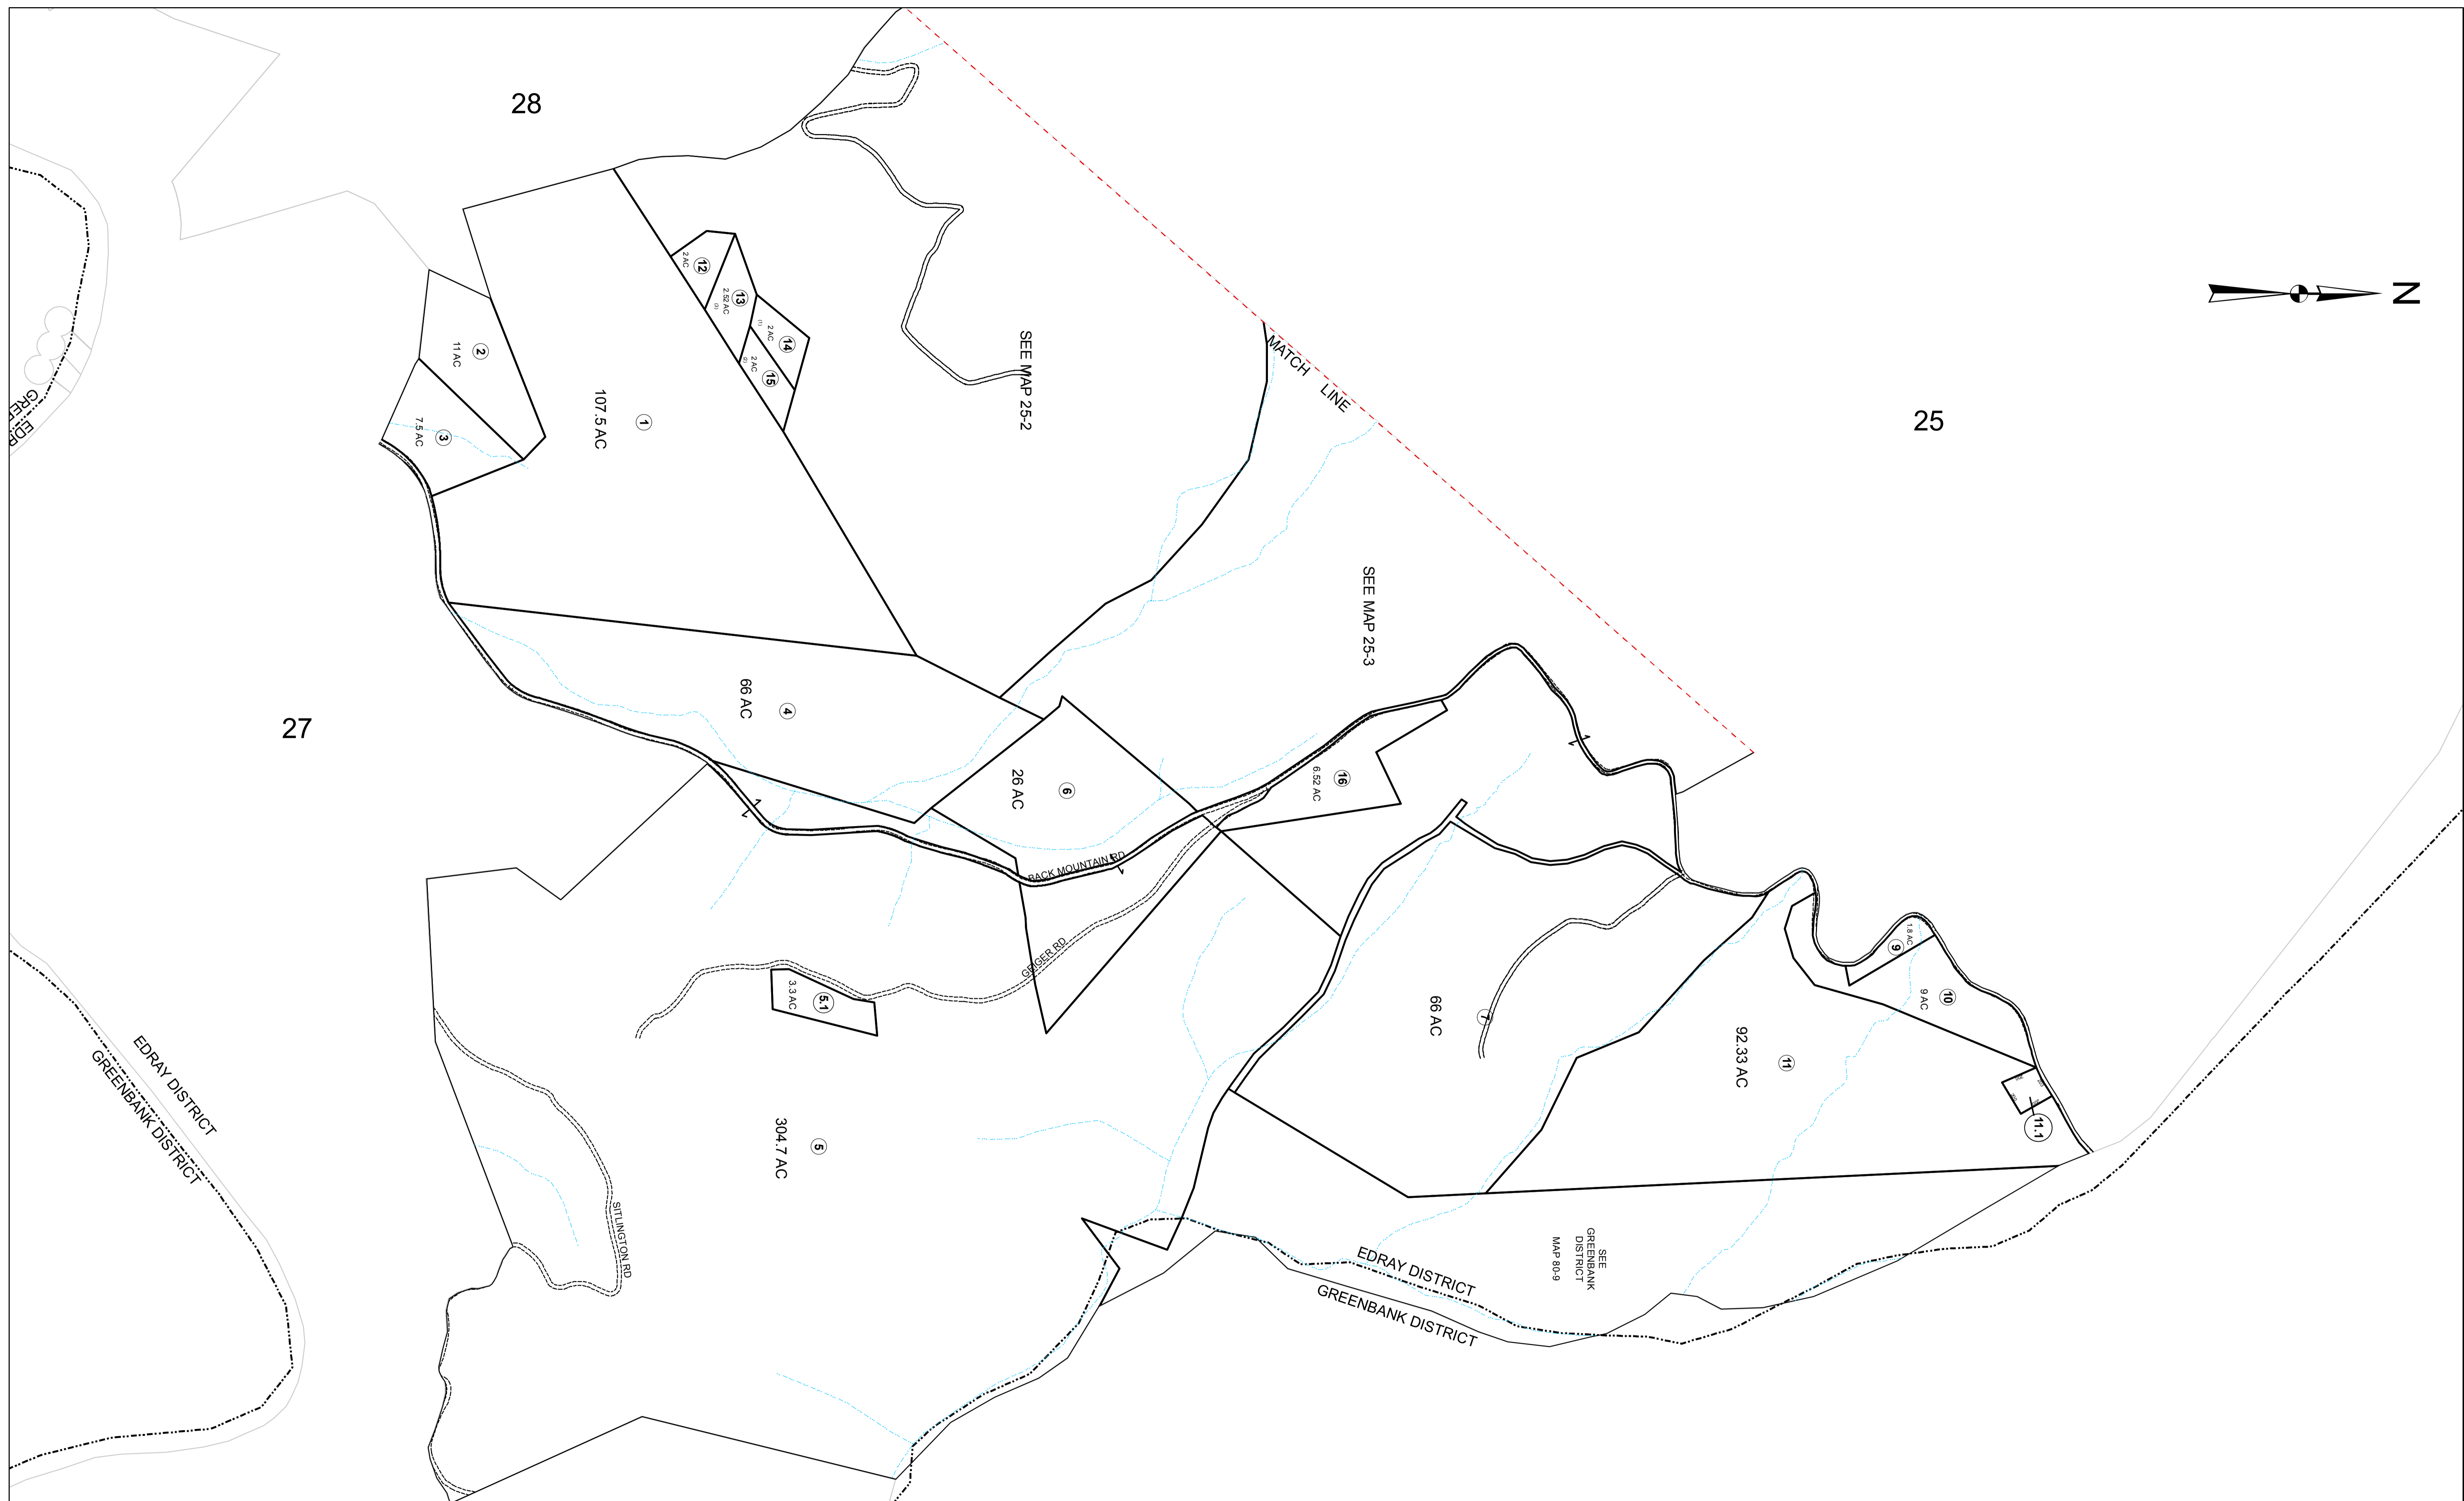 28
25
27
N
MATCH LINE
SEE MAP 25-2
SEE MAP 25-3
12
2 AC
13
2.52 AC
14
2 AC
15
2 AC
2
11 AC
3
7.5 AC
1
107.5 AC
4
66 AC
6
26 AC
16
6.52 AC
BACK MOUNTAIN RD
GEIGER RD
5.1
3.3 AC
5
304.7 AC
7
66 AC
9
1.8 AC
10
9 AC
11
92.33 AC
11.1
SITLINGTON RD
SEE
GREENBANK
DISTRICT
MAP 80-9
EDRAY DISTRICT
GREENBANK DISTRICT
EDRAY DISTRICT
GREENBANK DISTRICT
EDR
GREE